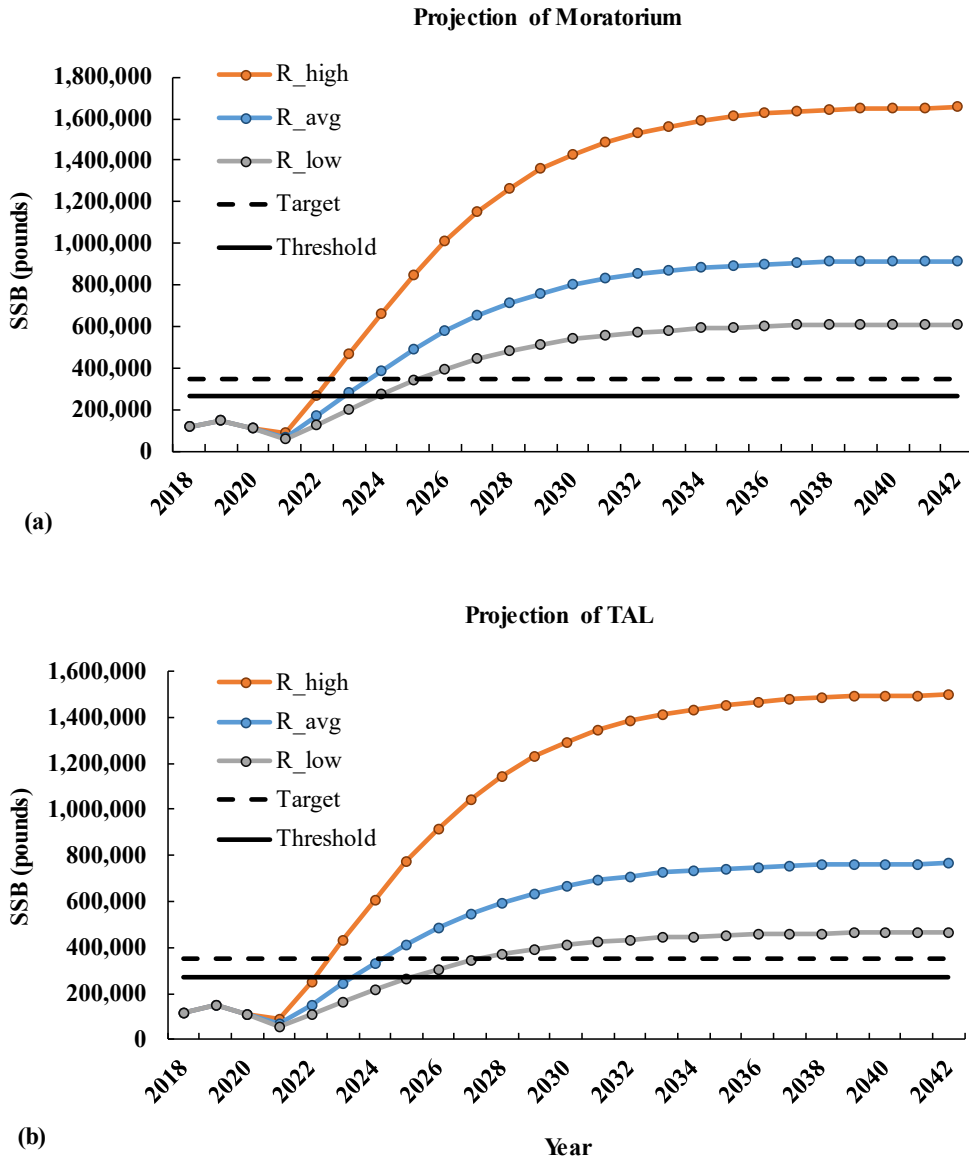 Projection of Moratorium
1,800,000
1,600,000
1,400,000
1,200,000
1,000,000
800,000
600,000
400,000
200,000
0
SSB (pounds)
R_high
R_avg
R_low
Target
Threshold
2018 2020 2022 2024 2026 2028 2030 2032 2034 2036 2038 2040 2042
(a)
Projection of TAL
1,600,000
1,400,000
1,200,000
1,000,000
800,000
600,000
400,000
200,000
0
SSB (pounds)
R_high
R_avg
R_low
Target
Threshold
2018 2020 2022 2024 2026 2028 2030 2032 2034 2036 2038 2040 2042
(b)
Year